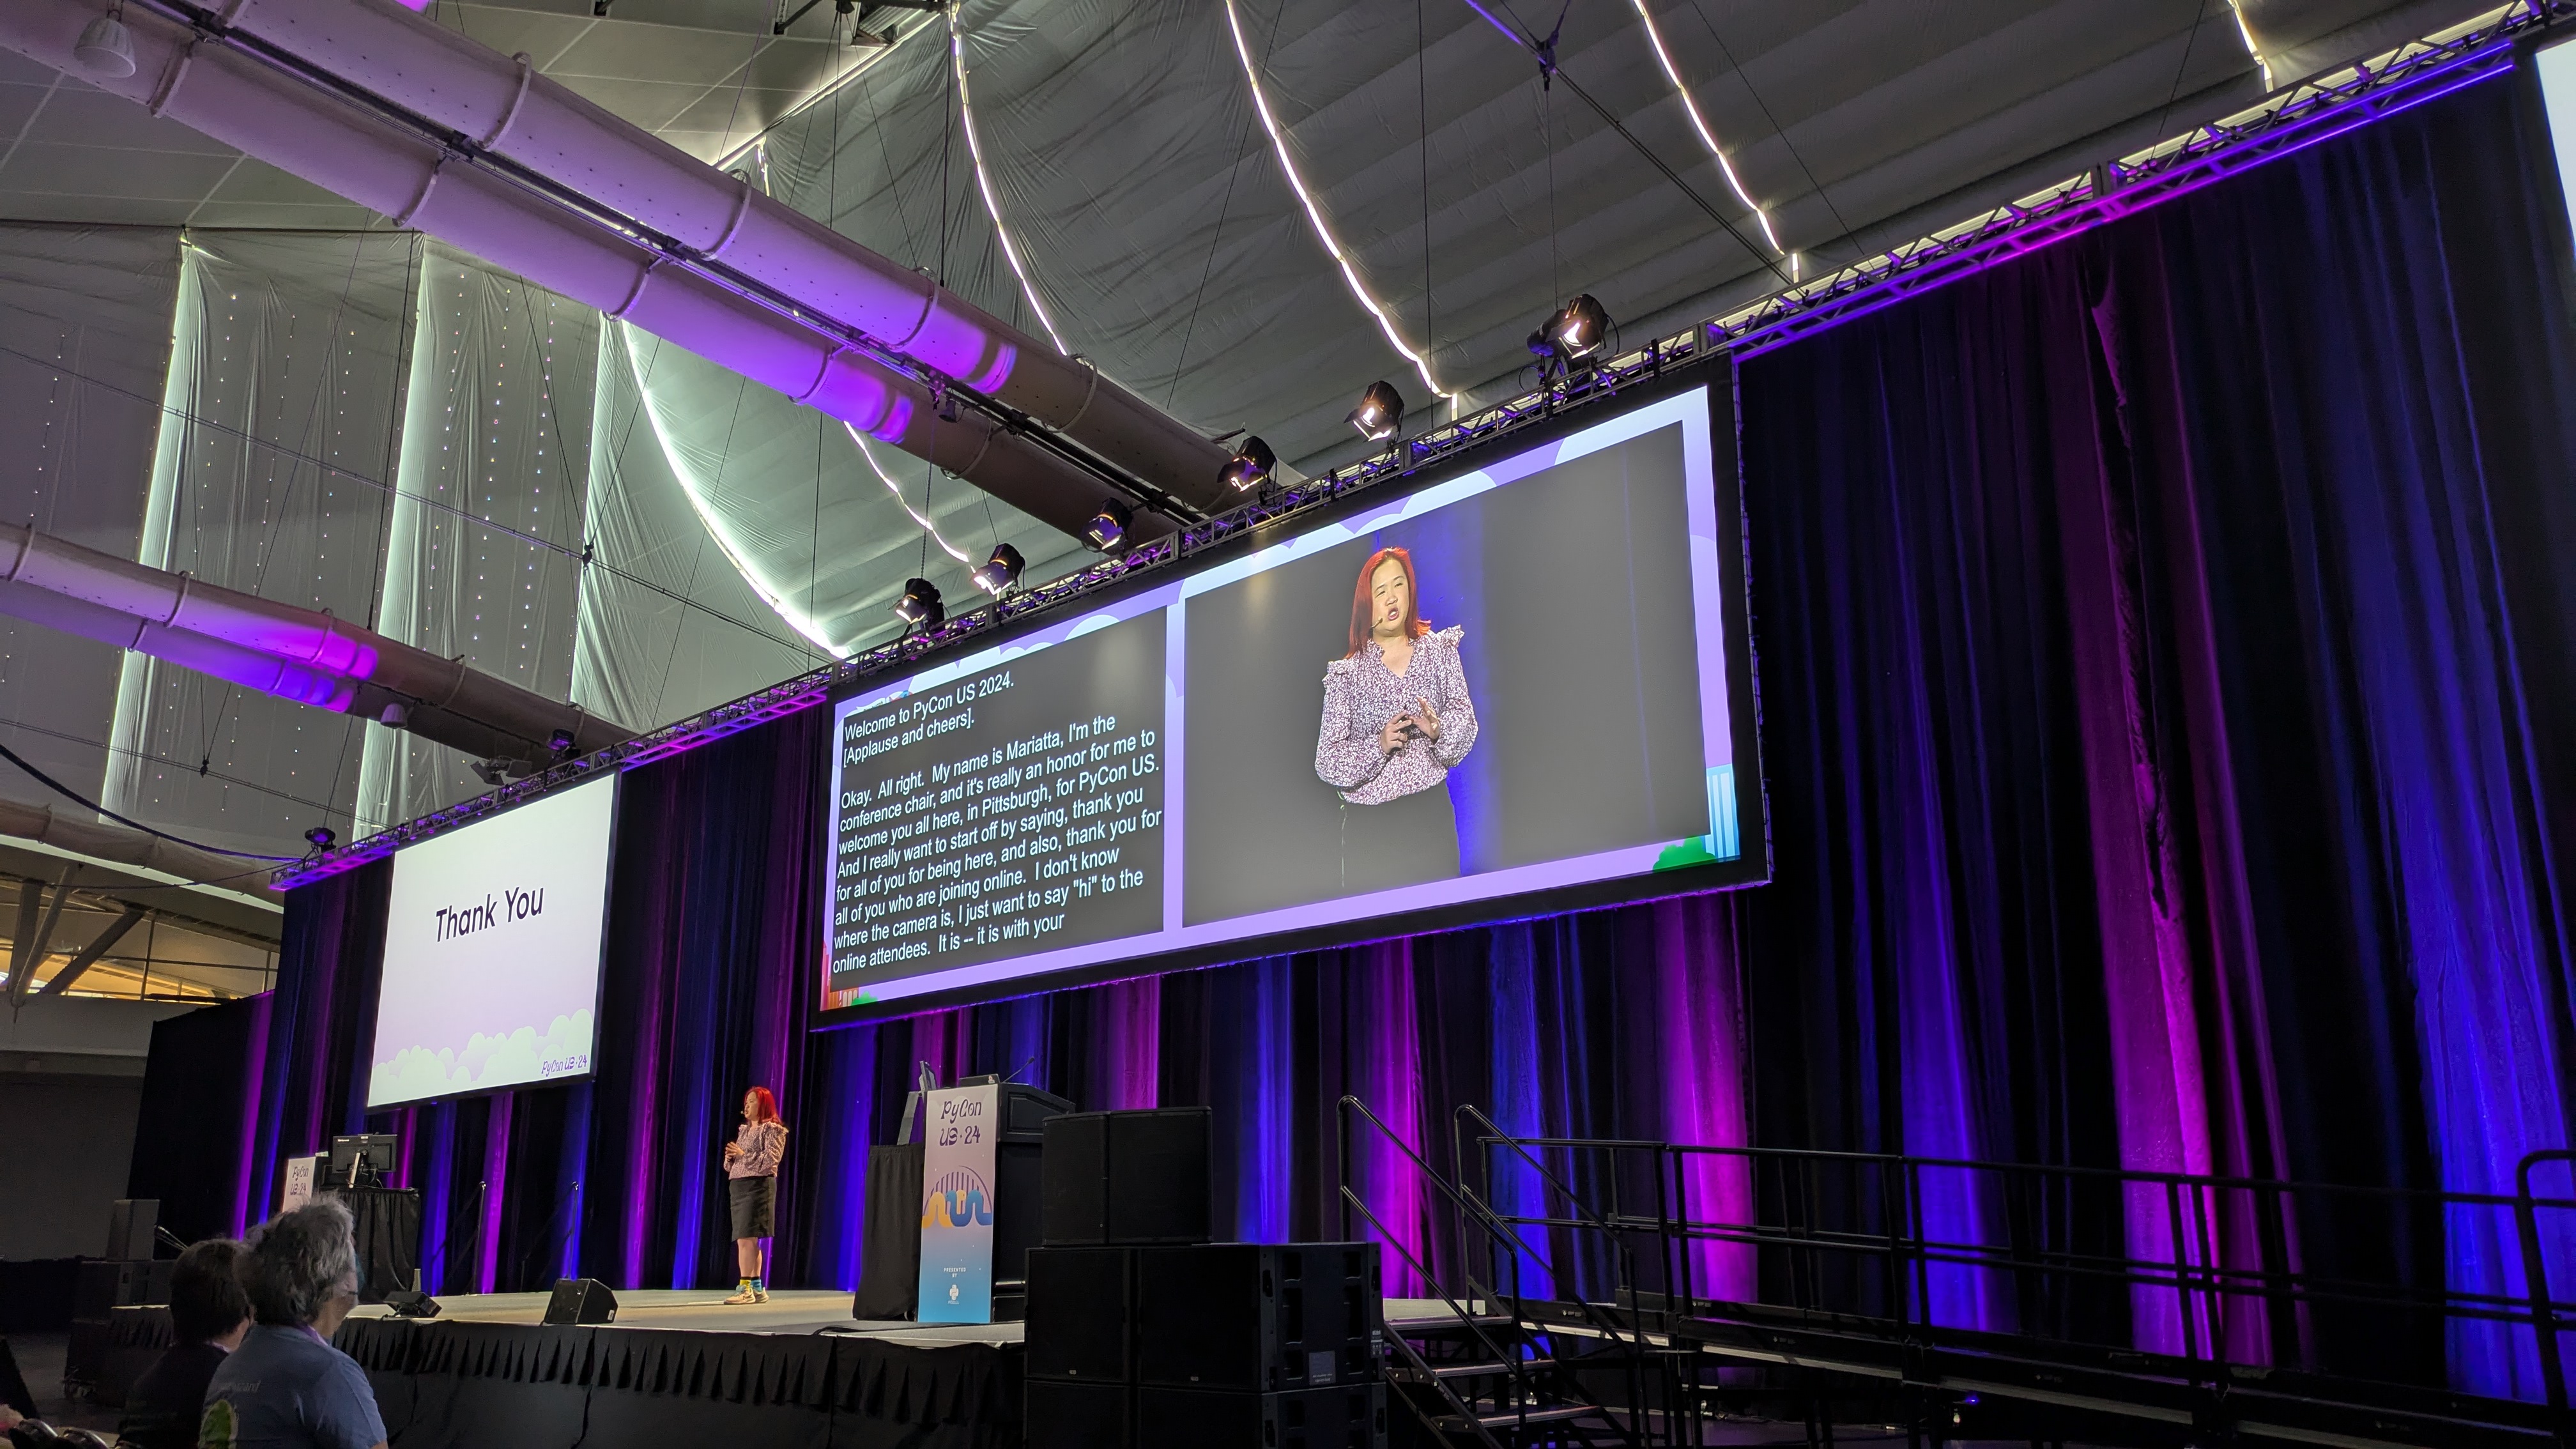 Thank You
PyCon US·24
Welcome to PyCon US 2024.
[Applause and cheers].
Okay.  All right.  My name is Mariatta, I'm the
conference chair, and it's really an honor for me to
welcome you all here, in Pittsburgh, for PyCon US.
And I really want to start off by saying, thank you
for all of you for being here, and also, thank you for
all of you who are joining online.  I don't know
where the camera is, I just want to say "hi" to the
online attendees.  It is -- it is with your
PyCon
US·24
PyCon
US·24
PRESENTED
BY